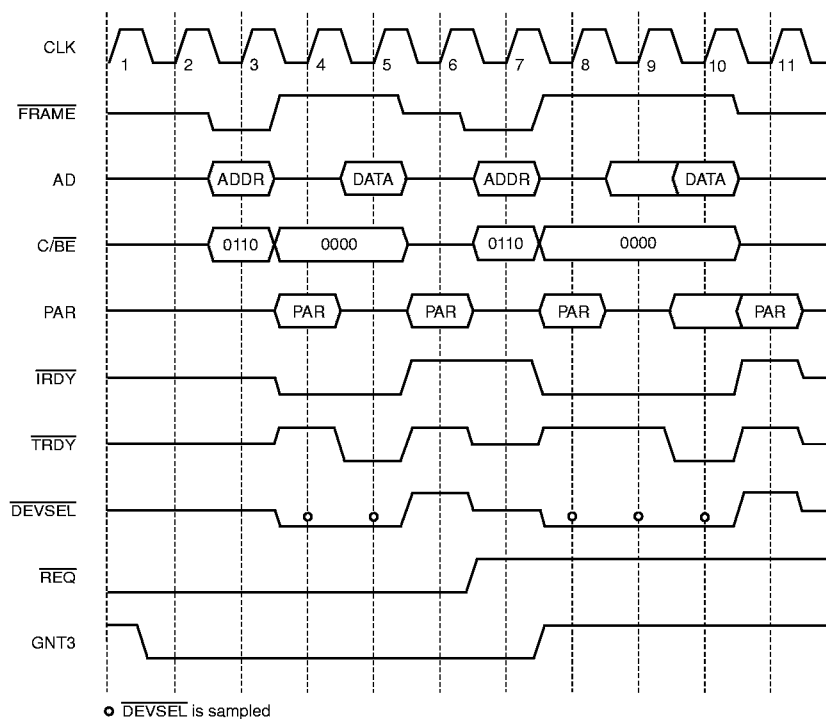 CLK
1 2 3 4 5 6 7 8 9 10 11
FRAME
AD
ADDR DATA ADDR DATA
C/BE
0110 0000 0110 0000
PAR
PAR PAR PAR PAR
IRDY
TRDY
DEVSEL
REQ
GNT3
DEVSEL is sampled